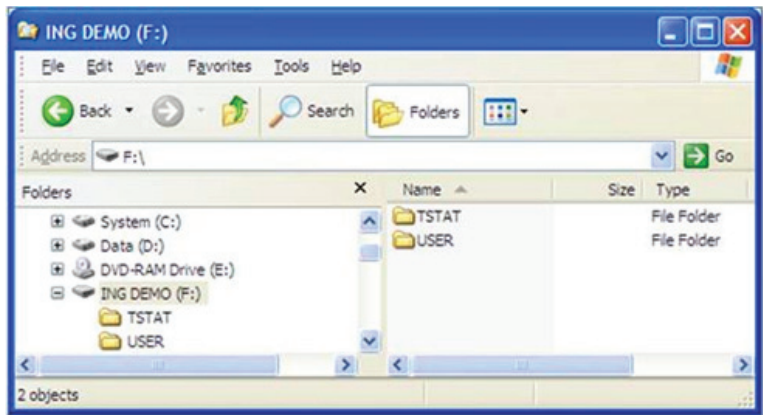 ING DEMO (F:)
File Edit View Favorites Tools Help
Back Search Folders
Address F:\ Go
Folders
Name Size Type
System (C:)
Data (D:)
DVD-RAM Drive (E:)
ING DEMO (F:)
TSTAT
USER
TSTAT File Folder
USER File Folder
2 objects